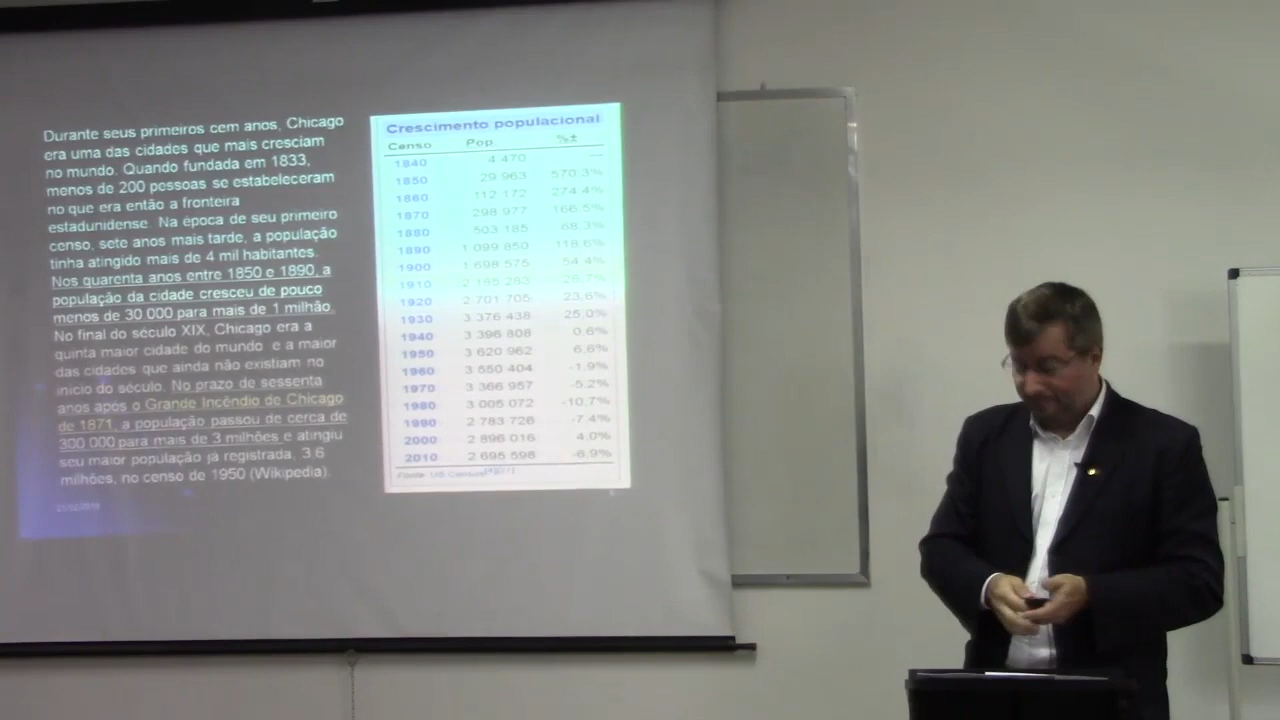 Durante seus primeiros cem anos, Chicago
era uma das cidades que mais cresciam
no mundo. Quando fundada em 1833,
menos de 200 pessoas se estabeleceram
no que era então a fronteira
estadunidense. Na época de seu primeiro
censo, sete anos mais tarde, a população
tinha atingido mais de 4 mil habitantes.
Nos quarenta anos entre 1850 e 1890, a
população da cidade cresceu de pouco
menos de 30 000 para mais de 1 milhão.
No final do século XIX, Chicago era a
quinta maior cidade do mundo e a maior
das cidades que ainda não existiam no
início do século. No prazo de sessenta
anos após o Grande Incêndio de Chicago
de 1871, a população passou de cerca de
300 000 para mais de 3 milhões e atingiu
seu maior população já registrada, 3,6
milhões, no censo de 1950 (Wikipedia).
Crescimento populacional
Censo Pop. %±
1840 4 470 —
1850 29 963 570.3%
1860 112 172 274.4%
1870 298 977 166.5%
1880 503 185 68.3%
1890 1 099 850 118.6%
1900 1 698 575 54.4%
1910 2 185 283 28.7%
1920 2 701 705 23.6%
1930 3 376 438 25.0%
1940 3 396 808 0.6%
1950 3 620 962 6.6%
1960 3 550 404 -1.9%
1970 3 366 957 -5.2%
1980 3 005 072 -10.7%
1990 2 783 726 -7.4%
2000 2 896 016 4.0%
2010 2 695 598 -6.9%
Fonte: US Census